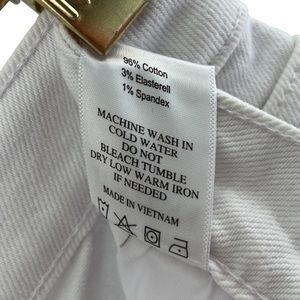 96% Cotton
3% Elasterell
1% Spandex
MACHINE WASH IN
COLD WATER
DO NOT
BLEACH TUMBLE
DRY LOW WARM IRON
IF NEEDED
MADE IN VIETNAM